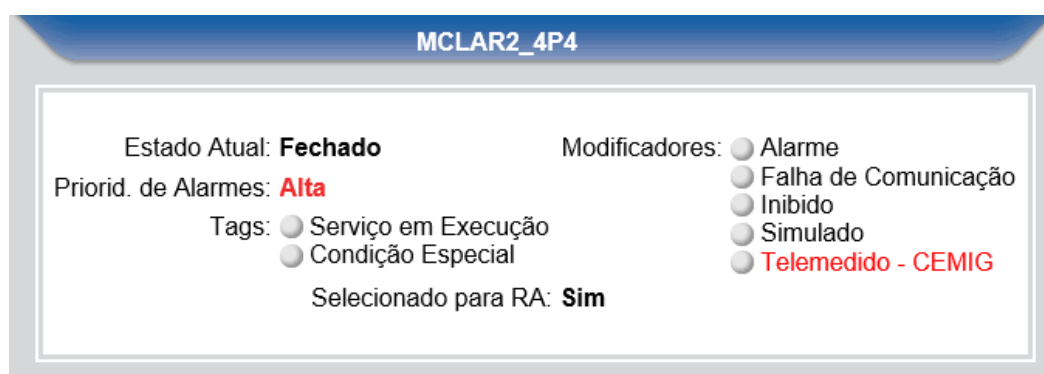 MCLAR2_4P4
Estado Atual: Fechado
Priorid. de Alarmes: Alta
Tags: Serviço em Execução
Condição Especial
Selecionado para RA: Sim
Modificadores: Alarme
Falha de Comunicação
Inibido
Simulado
Telemedido - CEMIG